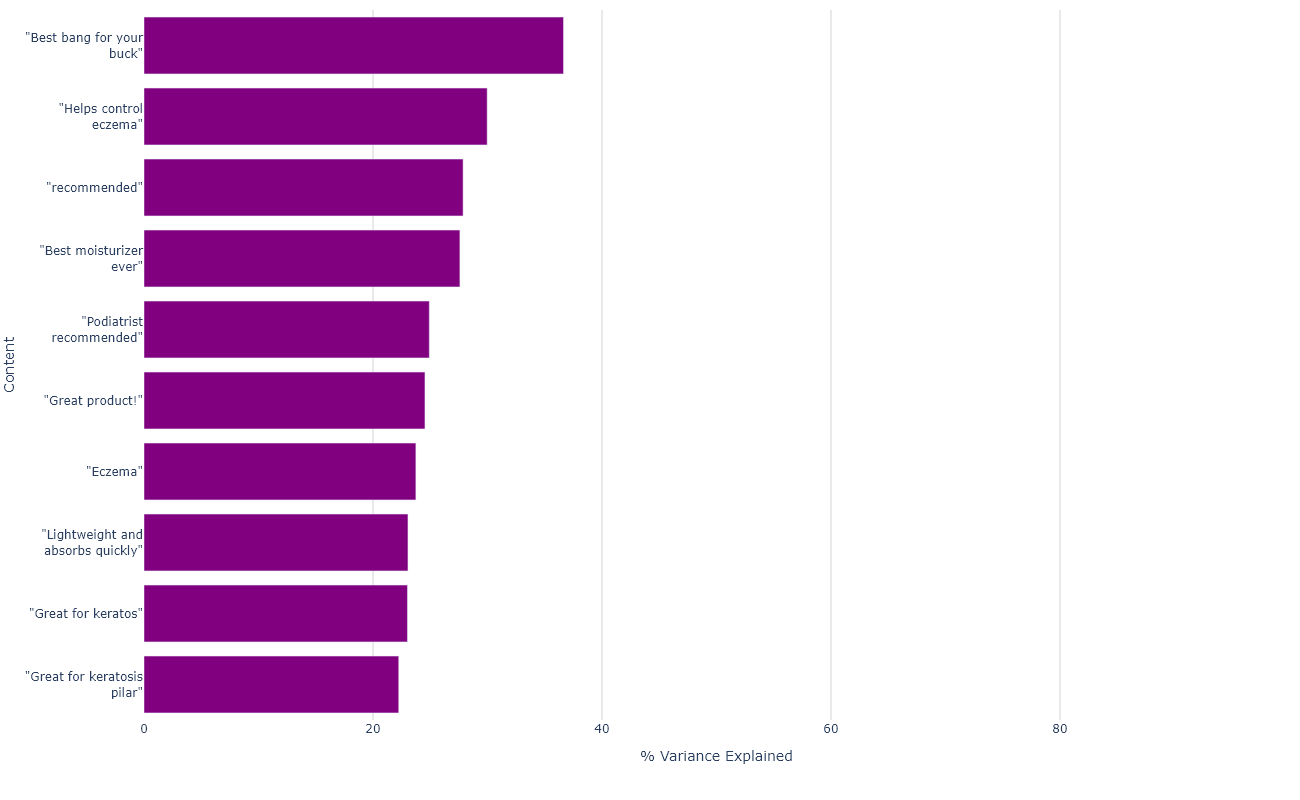 "Best bang for your
buck"
"Helps control
eczema"
"recommended"
"Best moisturizer
ever"
"Podiatrist
recommended"
"Great product!"
"Eczema"
"Lightweight and
absorbs quickly"
"Great for keratos"
"Great for keratosis
pilar"
Content
0 20 40 60 80
% Variance Explained